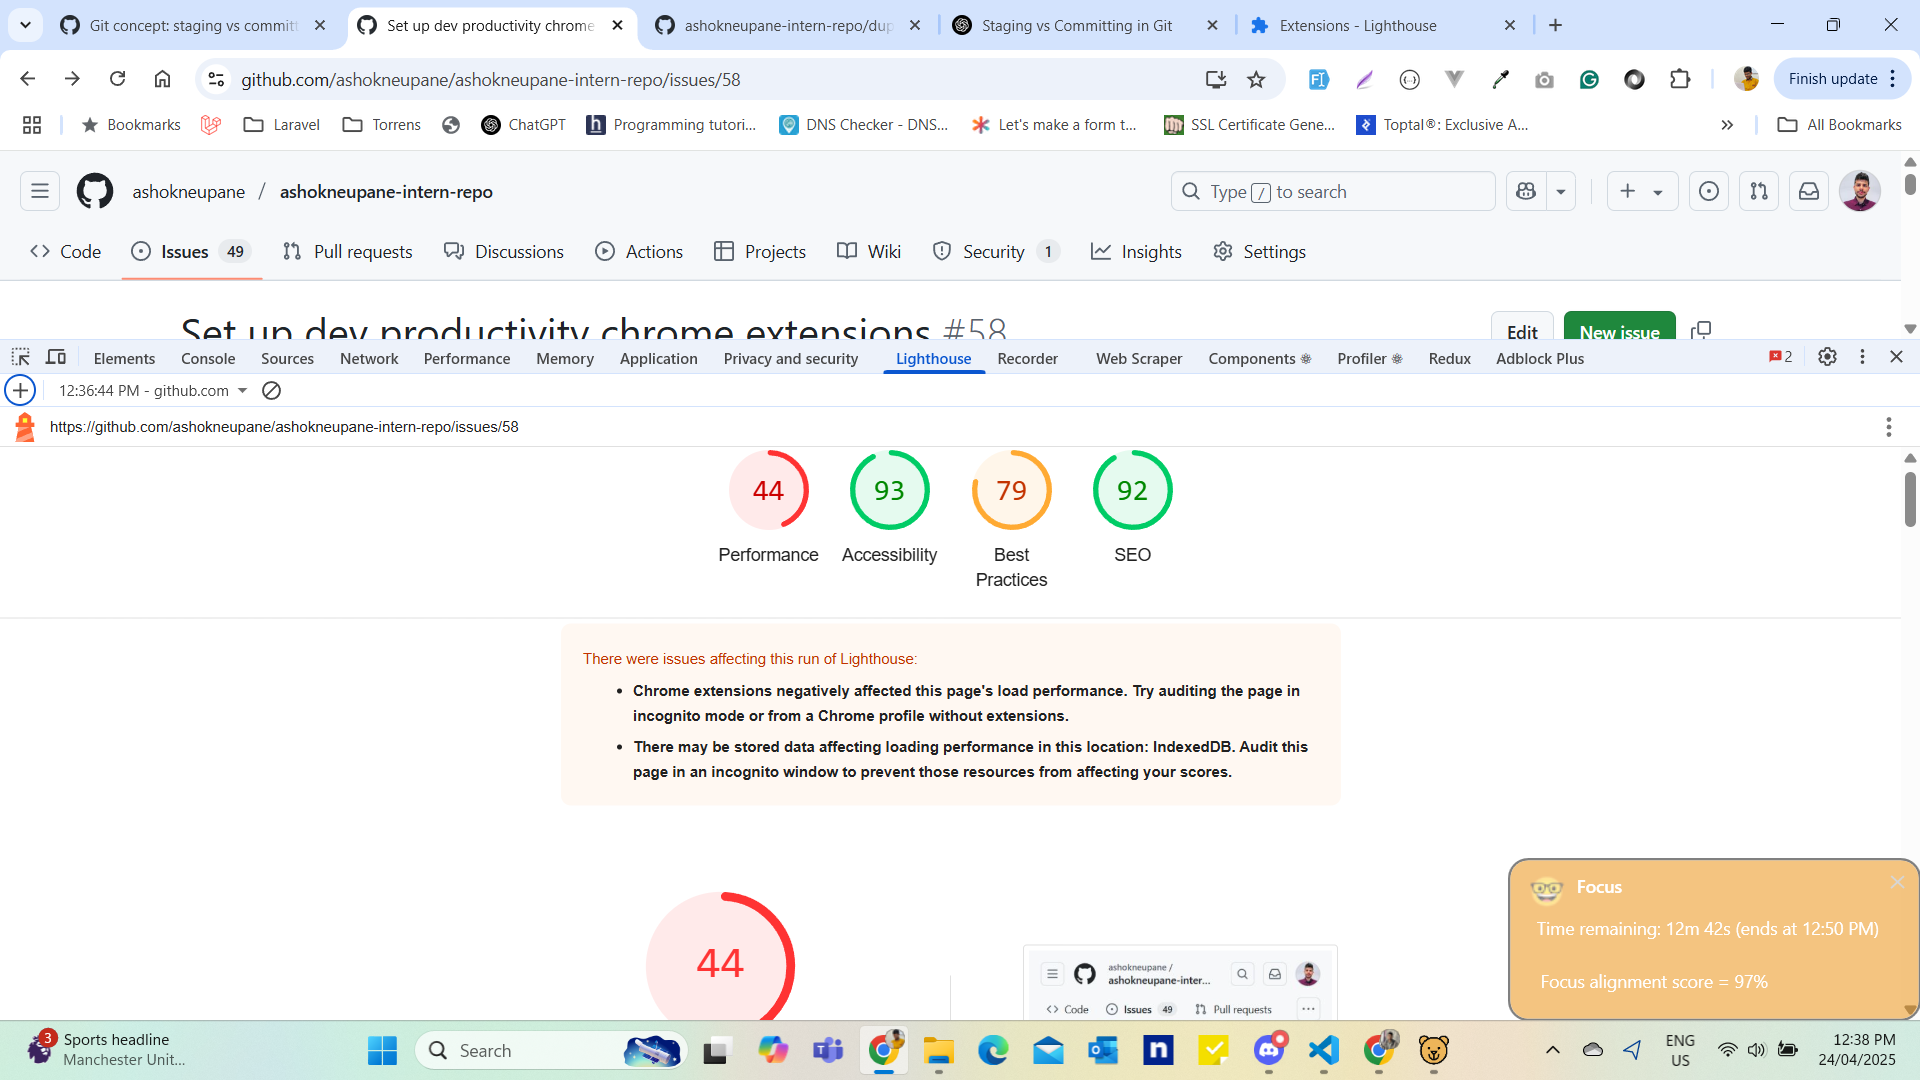 Git concept: staging vs committ
Set up dev productivity chrome
ashokneupane-intern-repo/dup
Staging vs Committing in Git
Extensions - Lighthouse
github.com/ashokneupane/ashokneupane-intern-repo/issues/58
Finish update
Bookmarks
Laravel
Torrens
ChatGPT
Programming tutori...
DNS Checker - DNS...
Let's make a form t...
SSL Certificate Gene...
Toptal®: Exclusive A...
All Bookmarks
ashokneupane / ashokneupane-intern-repo
Type / to search
Code
Issues 49
Pull requests
Discussions
Actions
Projects
Wiki
Security 1
Insights
Settings
Set up dev productivity chrome extensions #58
Edit
New issue
Elements
Console
Sources
Network
Performance
Memory
Application
Privacy and security
Lighthouse
Recorder
Web Scraper
Components
Profiler
Redux
Adblock Plus
2
12:36:44 PM - github.com
https://github.com/ashokneupane/ashokneupane-intern-repo/issues/58
44
93
79
92
Performance
Accessibility
Best
Practices
SEO
There were issues affecting this run of Lighthouse:
• Chrome extensions negatively affected this page's load performance. Try auditing the page in
incognito mode or from a Chrome profile without extensions.
• There may be stored data affecting loading performance in this location: IndexedDB. Audit this
page in an incognito window to prevent those resources from affecting your scores.
44
ashokneupane /
ashokneupane-inter...
Code
Issues 49
Pull requests
Focus
Time remaining: 12m 42s (ends at 12:50 PM)
Focus alignment score = 97%
3
Sports headline
Manchester Unit...
Search
ENG
US
12:38 PM
24/04/2025